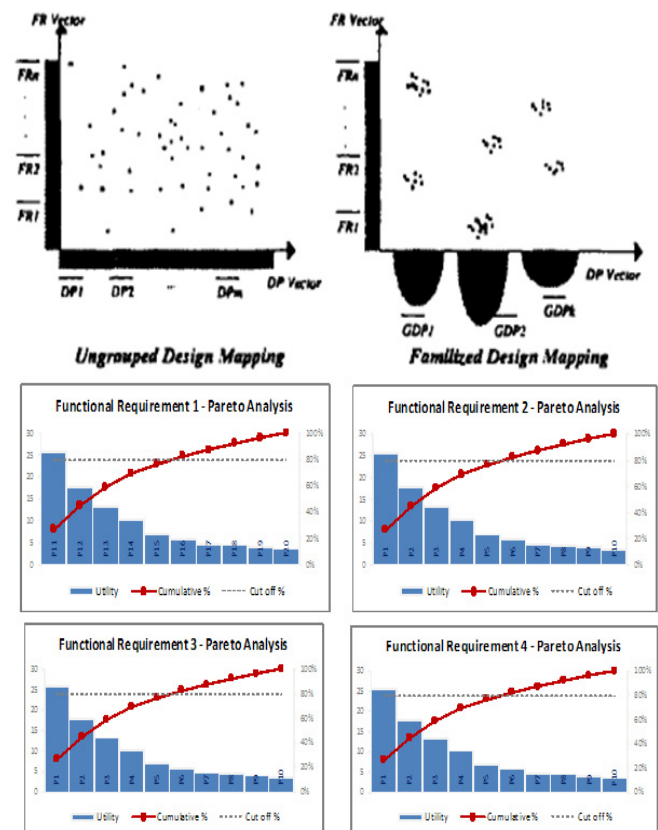 FR Vector
FRn
FR2
FR1
DP1 DP2 ... DPm
DP Vector
Ungrouped Design Mapping
FR Vector
FRn
FR2
FR1
DP Vector
GDP1 GDP2 GDPk
Familized Design Mapping
Functional Requirement 1 - Pareto Analysis
30 25 20 15 10 5 0
100% 80% 60% 40% 20% 0%
P11 P12 P13 P14 P15 P16 P17 P18 P19 P20
Utility Cumulative % Cut off %
Functional Requirement 2 - Pareto Analysis
30 25 20 15 10 5 0
100% 80% 60% 40% 20% 0%
P1 P2 P3 P4 P5 P6 P7 P8 P9 P10
Utility Cumulative % Cut off %
Functional Requirement 3 - Pareto Analysis
30 25 20 15 10 5 0
100% 80% 60% 40% 20% 0%
P1 P2 P3 P4 P5 P6 P7 P8 P9 P10
Utility Cumulative % Cut off %
Functional Requirement 4 - Pareto Analysis
30 25 20 15 10 5 0
100% 80% 60% 40% 20% 0%
P1 P2 P3 P4 P5 P6 P7 P8 P9 P10
Utility Cumulative % Cut off %